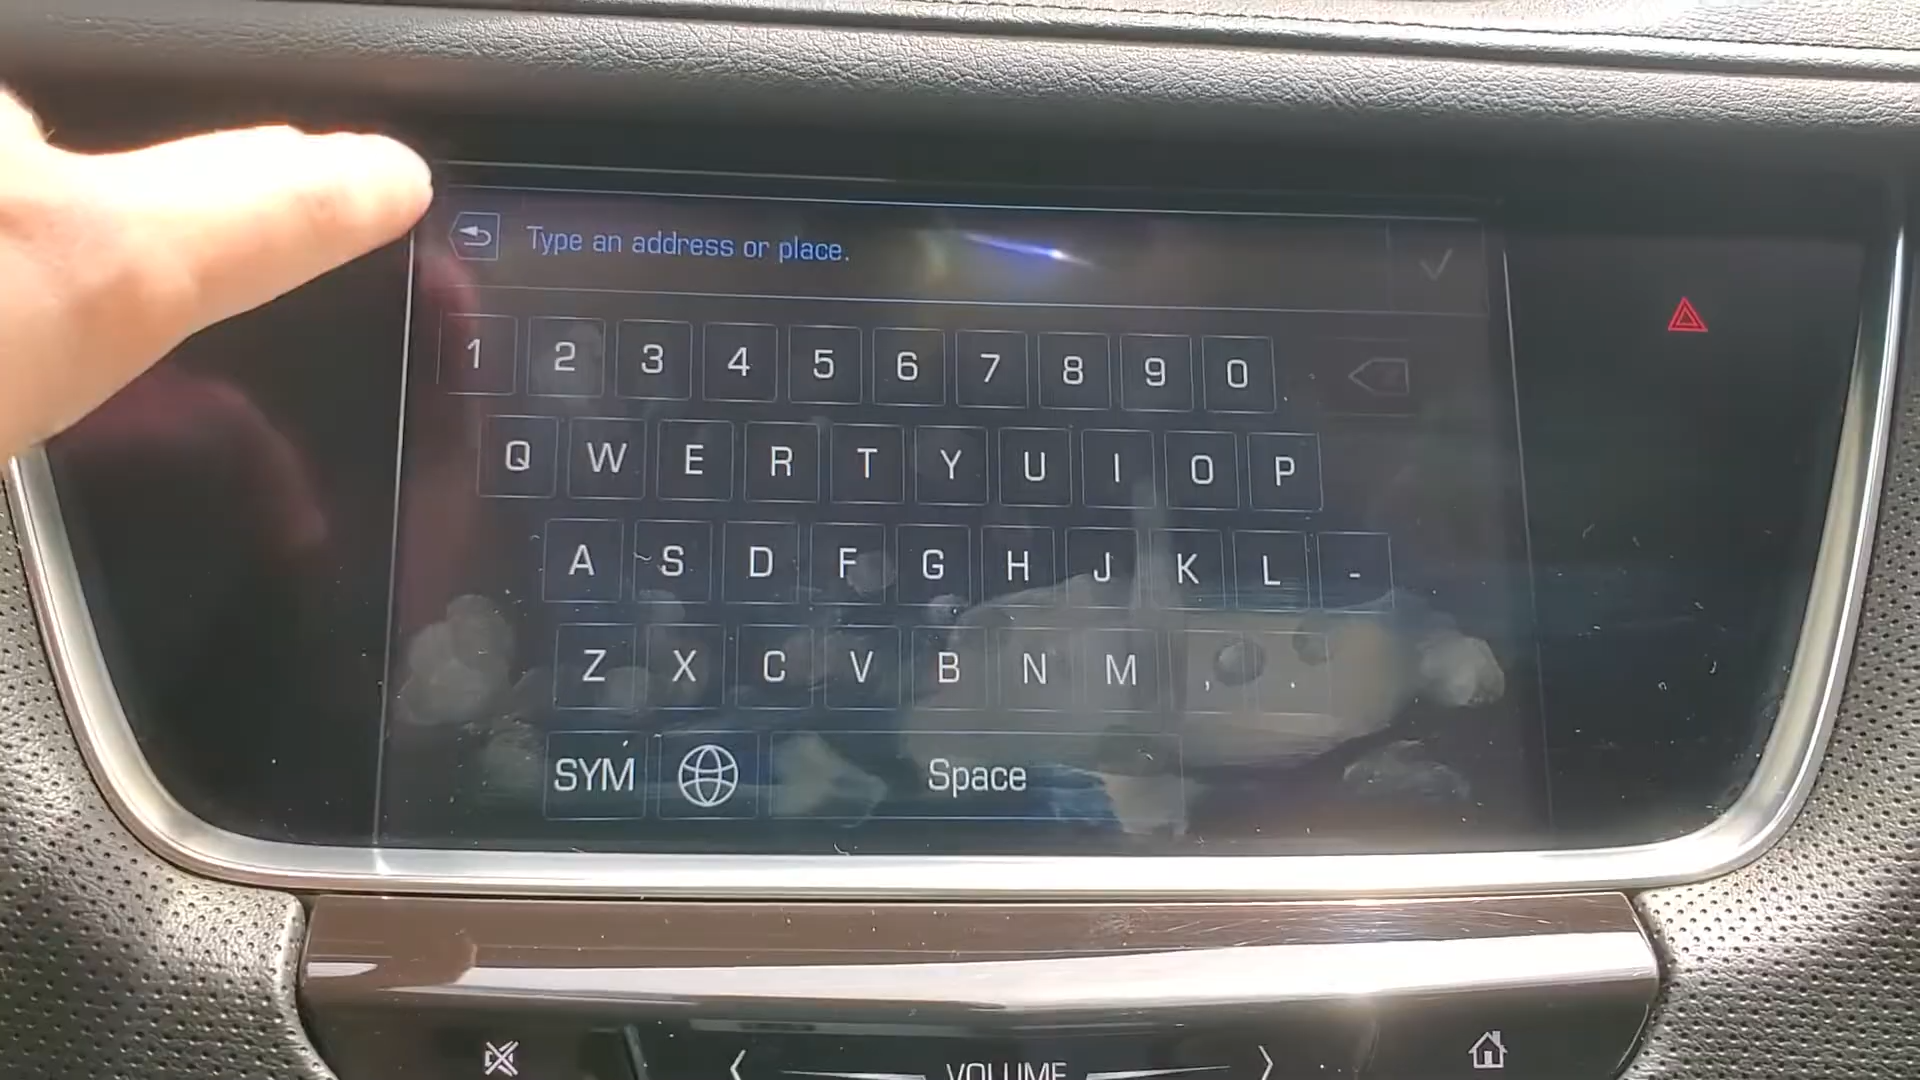 Type an address or place.
1 2 3 4 5 6 7 8 9 0
Q W E R T Y U I O P
A S D F G H J K L -
Z X C V B N M , .
SYM Space
VOLUME